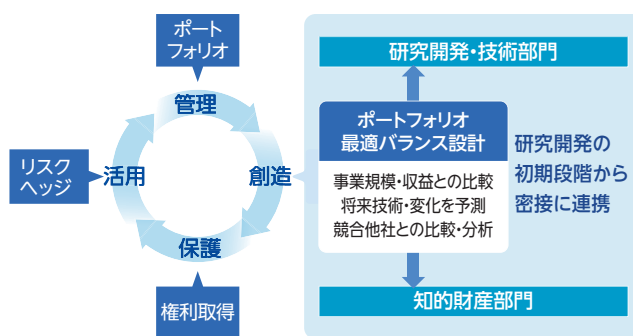 ポート
フォリオ
管理
リスク
ヘッジ
活用
創造
保護
権利取得
研究開発・技術部門
ポートフォリオ
最適バランス設計
事業規模・収益との比較
将来技術・変化を予測
競合他社との比較・分析
研究開発の
初期段階から
密接に連携
知的財産部門